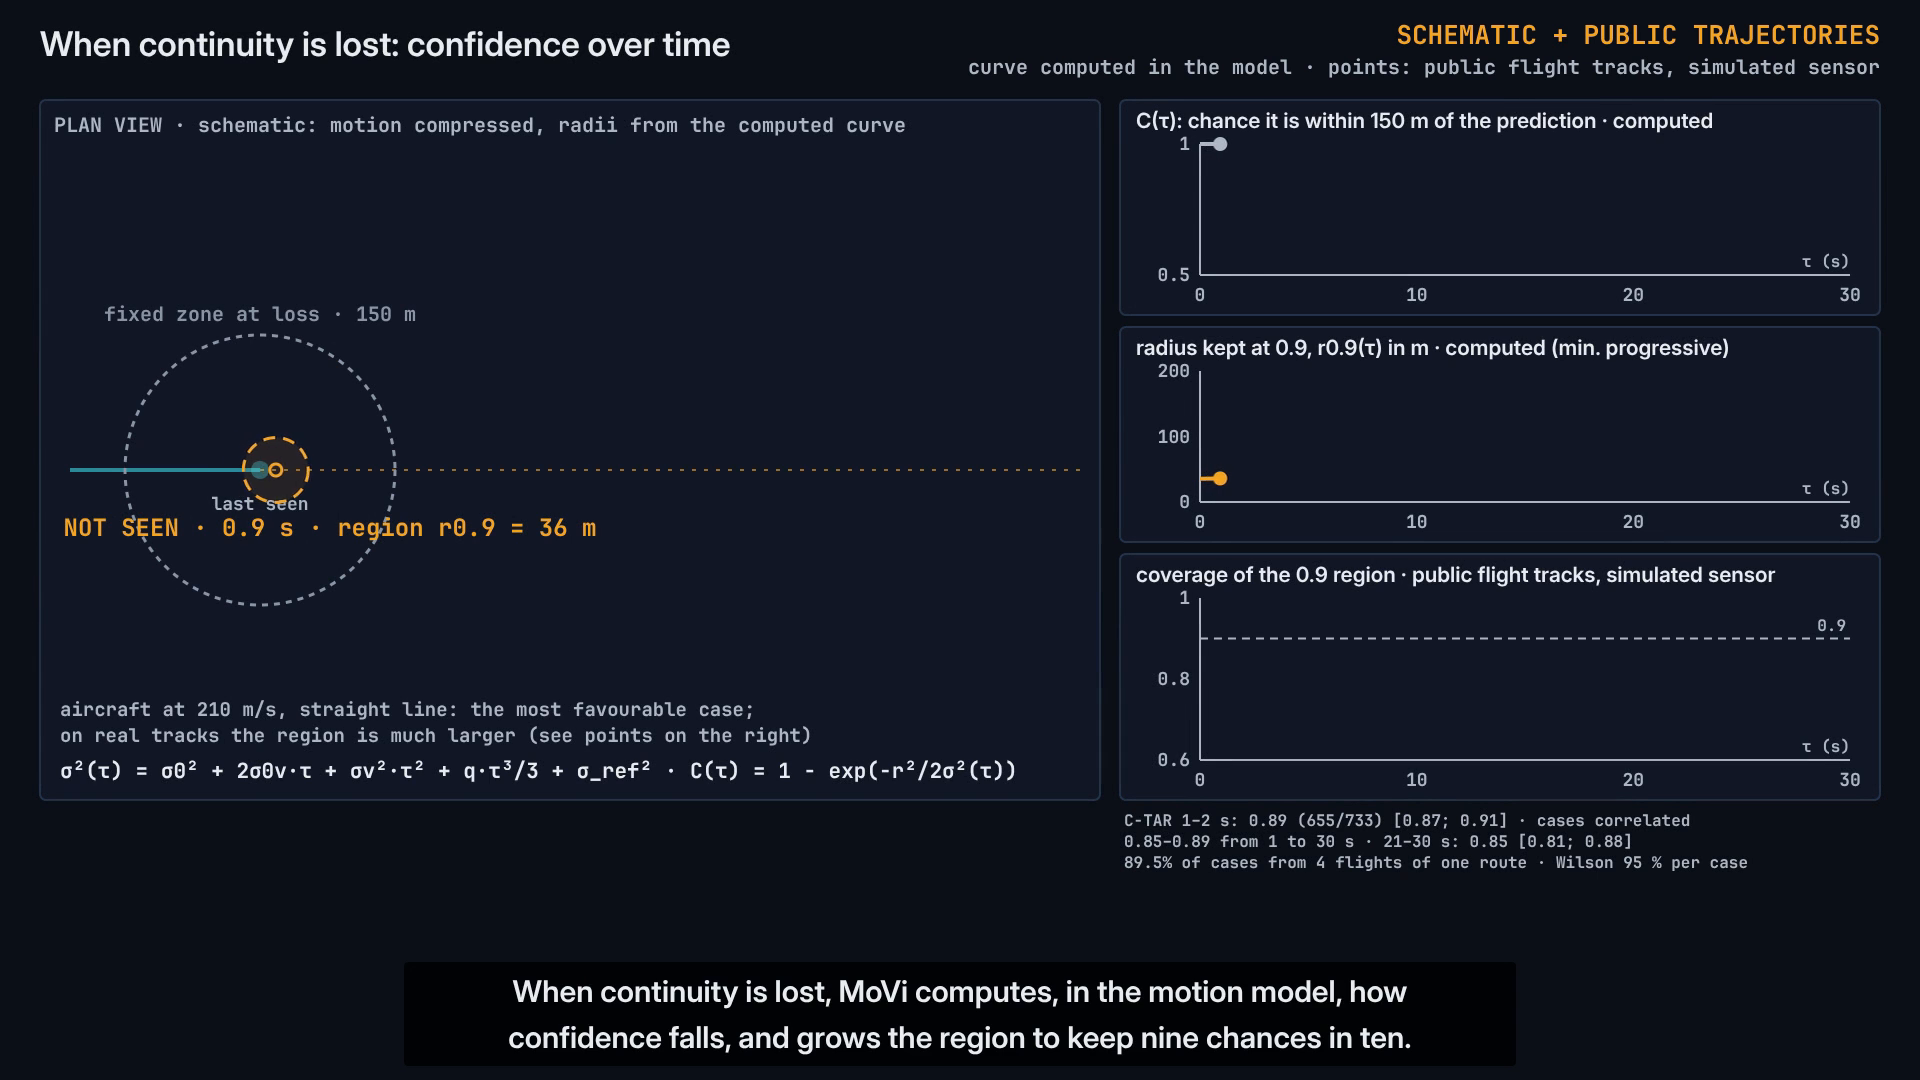 When continuity is lost: confidence over time
SCHEMATIC + PUBLIC TRAJECTORIES
curve computed in the model · points: public flight tracks, simulated sensor
PLAN VIEW · schematic: motion compressed, radii from the computed curve
fixed zone at loss · 150 m
last seen
NOT SEEN · 0.9 s · region r0.9 = 36 m
aircraft at 210 m/s, straight line: the most favourable case;
on real tracks the region is much larger (see points on the right)
σ²(τ) = σ0² + 2σ0v·τ + σv²·τ² + q·τ³/3 + σ_ref² · C(τ) = 1 - exp(-r²/2σ²(τ))
C(τ): chance it is within 150 m of the prediction · computed
1
τ (s)
0.5
0 10 20 30
radius kept at 0.9, r0.9(τ) in m · computed (min. progressive)
200
100
τ (s)
0
0 10 20 30
coverage of the 0.9 region · public flight tracks, simulated sensor
1
0.9
0.8
τ (s)
0.6
0 10 20 30
C-TAR 1–2 s: 0.89 (655/733) [0.87; 0.91] · cases correlated
0.85–0.89 from 1 to 30 s · 21–30 s: 0.85 [0.81; 0.88]
89.5% of cases from 4 flights of one route · Wilson 95 % per case
When continuity is lost, MoVi computes, in the motion model, how
confidence falls, and grows the region to keep nine chances in ten.